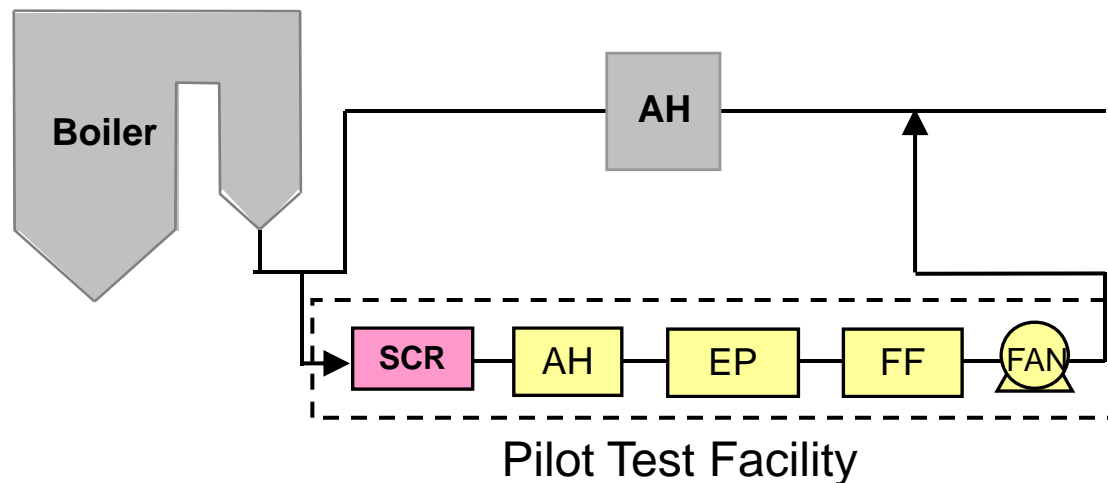 Boiler
AH
SCR
AH
EP
FF
FAN
Pilot Test Facility